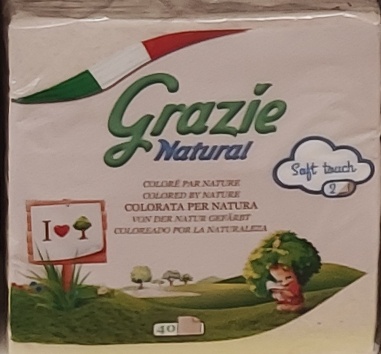 Grazie
Natural
Soft touch
2
COLORÉ PAR NATURE
COLORED BY NATURE
COLORATA PER NATURA
VON DER NATUR GEFÄRBT
COLOREADO POR LA NATURALEZA
I
40